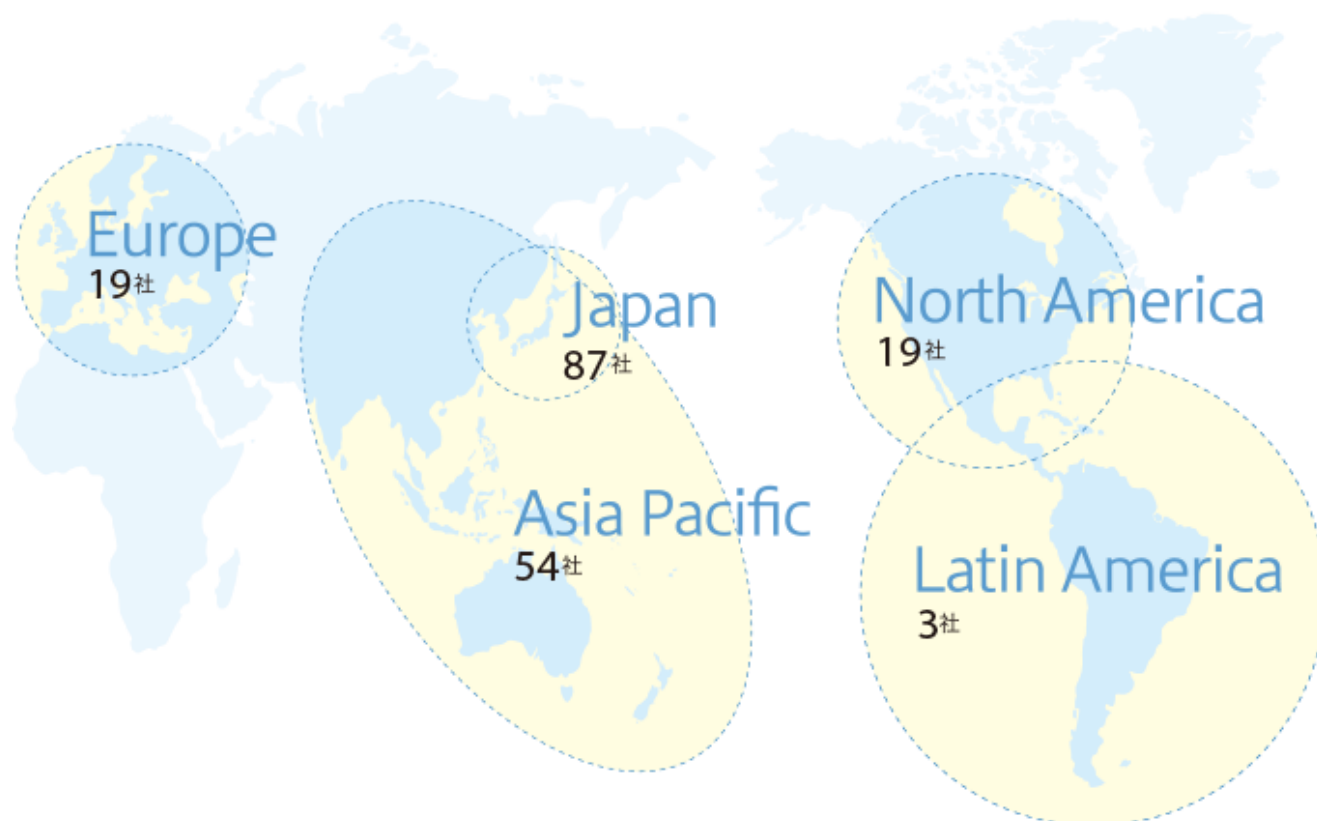 Europe
19社
Japan
87社
Asia Pacific
54社
North America
19社
Latin America
3社